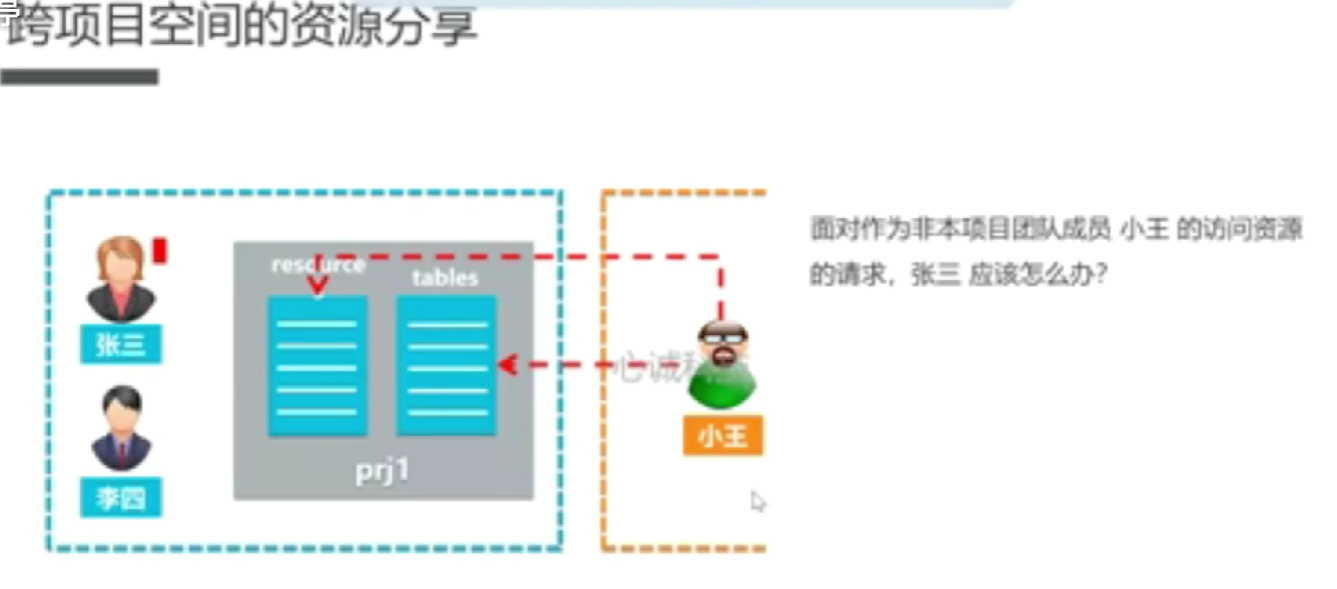 跨项目空间的资源分享
面对作为非本项目团队成员 小王 的访问资源
的请求，张三 应该怎么办？
resource
tables
张三
心诚科
小王
prj1
李四